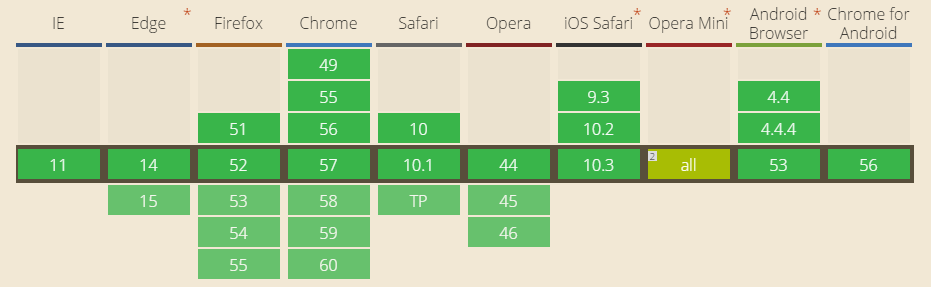 IE Edge * Firefox Chrome Safari Opera iOS Safari * Opera Mini * Android Browser * Chrome for Android
49
55 9.3 4.4
51 56 10 10.2 4.4.4
11 14 52 57 10.1 44 10.3 2 all 53 56
15 53 58 TP 45
54 59 46
55 60